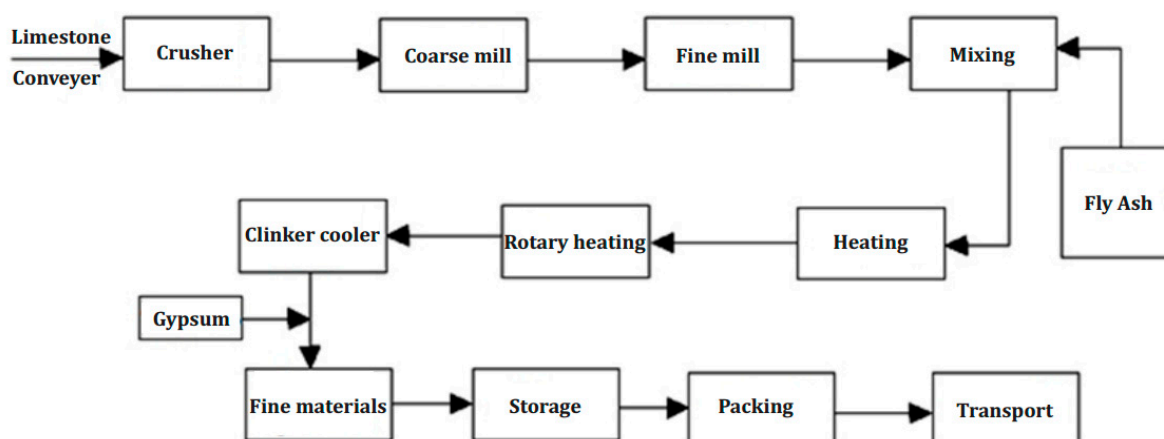 Limestone
Conveyer
Crusher
Coarse mill
Fine mill
Mixing
Fly Ash
Heating
Rotary heating
Clinker cooler
Gypsum
Fine materials
Storage
Packing
Transport